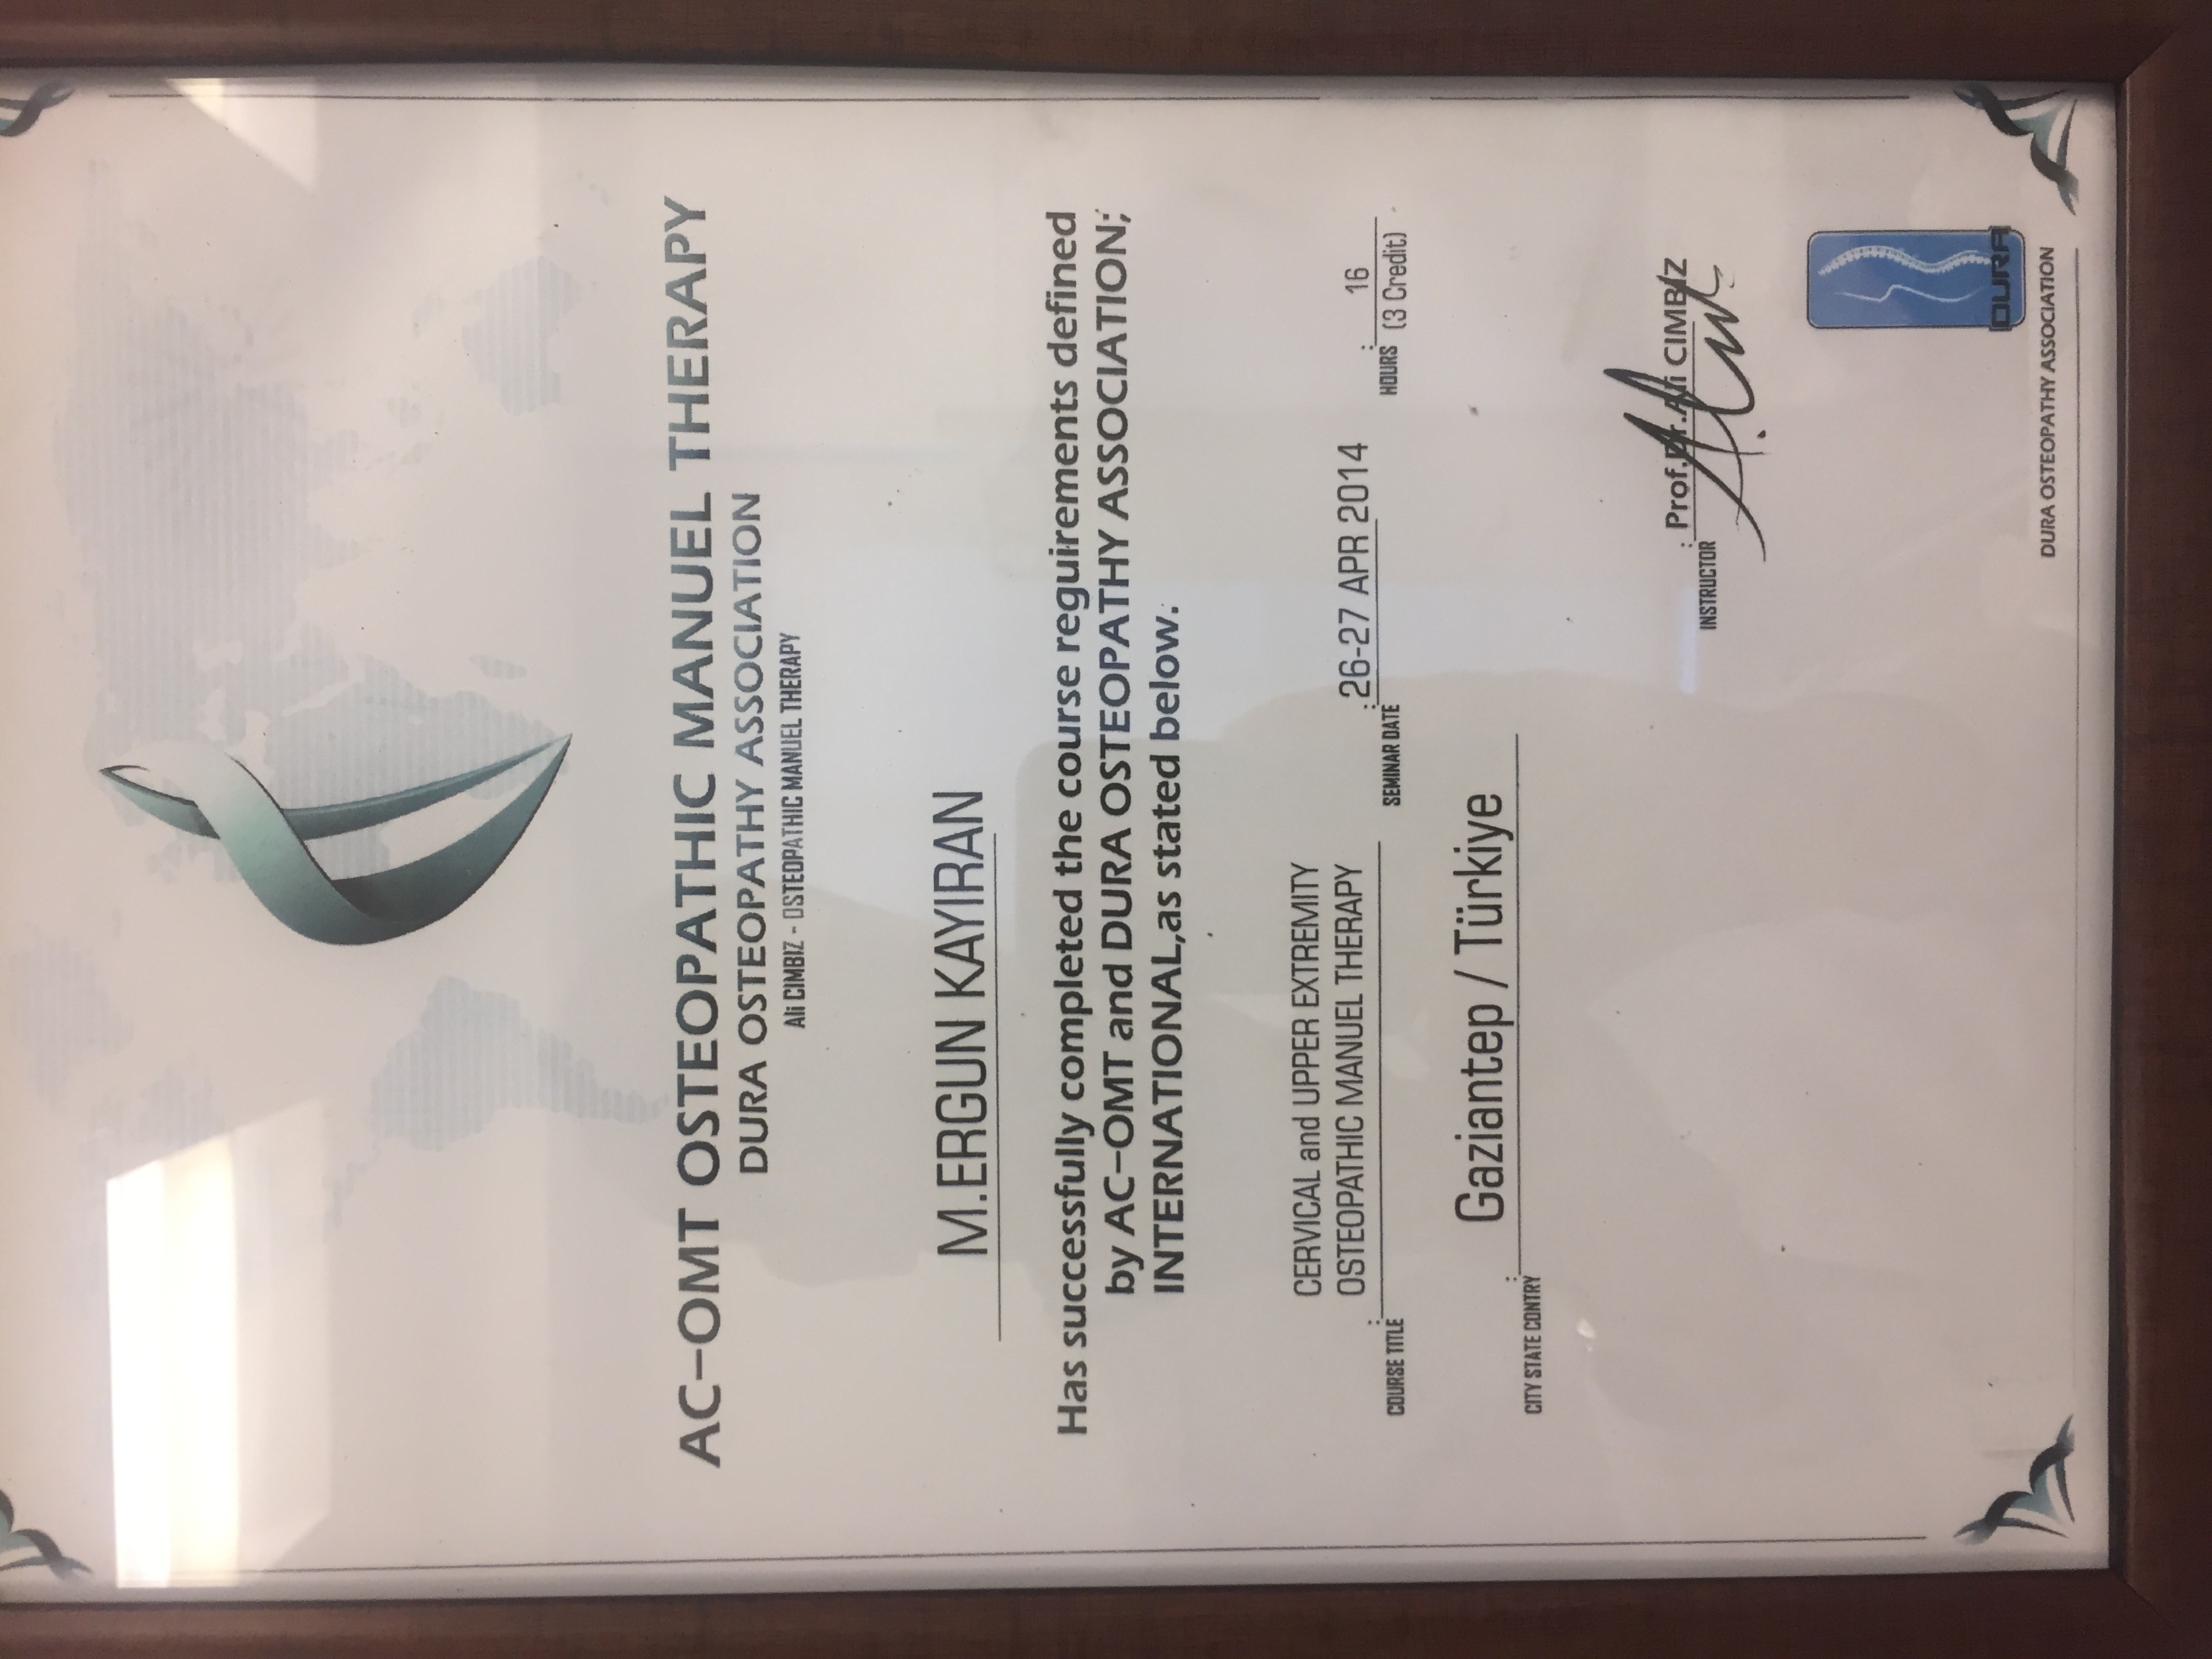 AC-OMT OSTEOPATHIC MANUEL THERAPY
DURA OSTEOPATHY ASSOCIATION
Ali CIMBIZ - OSTEOPATHIC MANUEL THERAPY
M.ERGUN KAYIRAN
Has successfully completed the course reguirements defined
by AC-OMT and DURA OSTEOPATHY ASSOCIATION;
INTERNATIONAL,as stated below.
COURSE TITLE : CERVICAL and UPPER EXTREMITY
OSTEOPATHIC MANUEL THERAPY
SEMINAR DATE : 26-27 APR 2014
HOURS : 16
(3 Credit)
CITY STATE CONTRY : Gaziantep / Türkiye
INSTRUCTOR : Prof.Dr.Ali CIMBIZ
DURA
DURA OSTEOPATHY ASSOCIATION